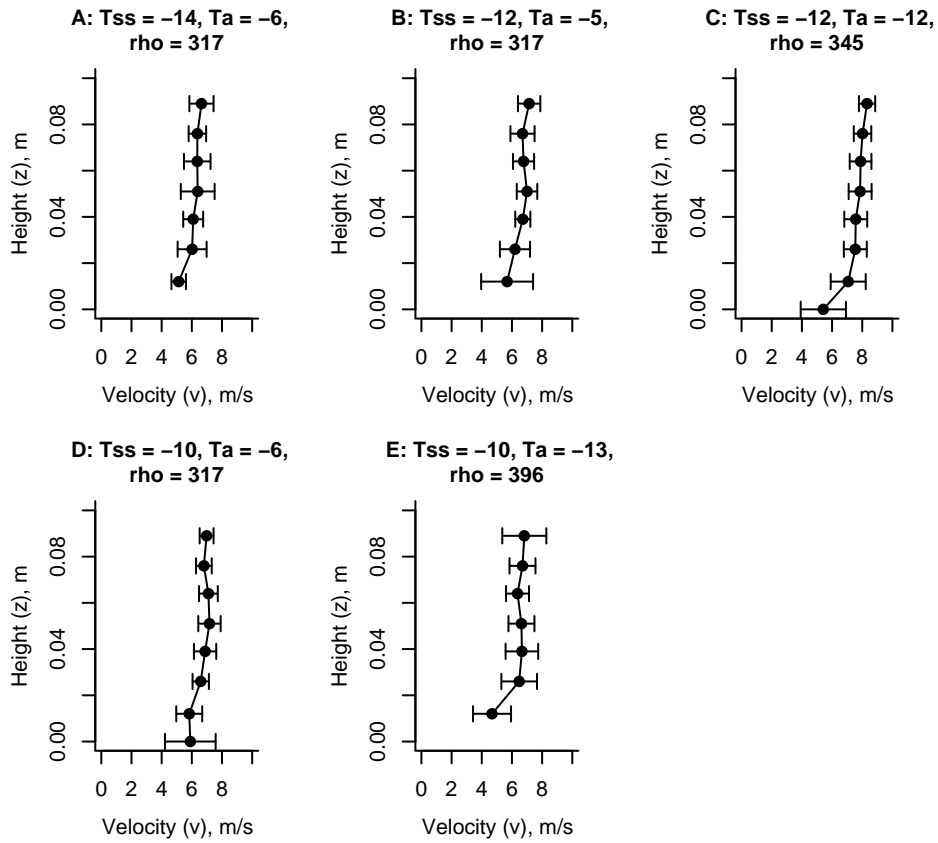 A: Tss = −14, Ta = −6,
rho = 317
Height (z), m
0.00 0.04 0.08
0 2 4 6 8
Velocity (v), m/s
B: Tss = −12, Ta = −5,
rho = 317
Height (z), m
0.00 0.04 0.08
0 2 4 6 8
Velocity (v), m/s
C: Tss = −12, Ta = −12,
rho = 345
Height (z), m
0.00 0.04 0.08
0 2 4 6 8
Velocity (v), m/s
D: Tss = −10, Ta = −6,
rho = 317
Height (z), m
0.00 0.04 0.08
0 2 4 6 8
Velocity (v), m/s
E: Tss = −10, Ta = −13,
rho = 396
Height (z), m
0.00 0.04 0.08
0 2 4 6 8
Velocity (v), m/s